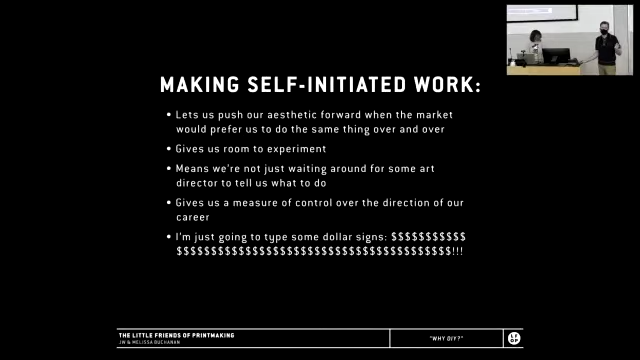 MAKING SELF-INITIATED WORK:
• Lets us push our aesthetic forward when the market
would prefer us to do the same thing over and over
• Gives us room to experiment
• Means we're not just waiting around for some art
director to tell us what to do
• Gives us a measure of control over the direction of our
career
• I'm just going to type some dollar signs: $$$$$$$$$$$
$$$$$$$$$$$$$$$$$$$$$$$$$$$$$$$$$$$$$$$$!!!
THE LITTLE FRIENDS OF PRINTMAKING
JW & MELISSA BUCHANAN
"WHY DIY?"
LF
OP